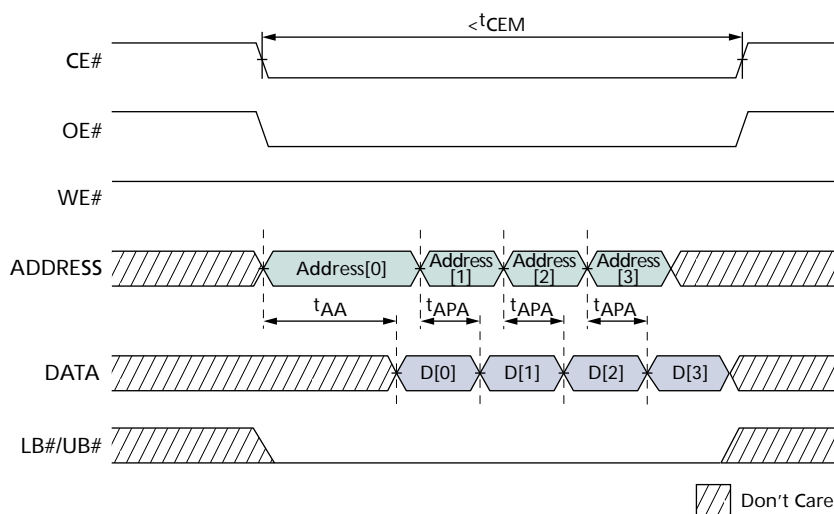 <tCEM
CE#
OE#
WE#
ADDRESS
Address[0]
Address
[1]
Address
[2]
Address
[3]
tAA
tAPA
tAPA
tAPA
DATA
D[0]
D[1]
D[2]
D[3]
LB#/UB#
Don't Care